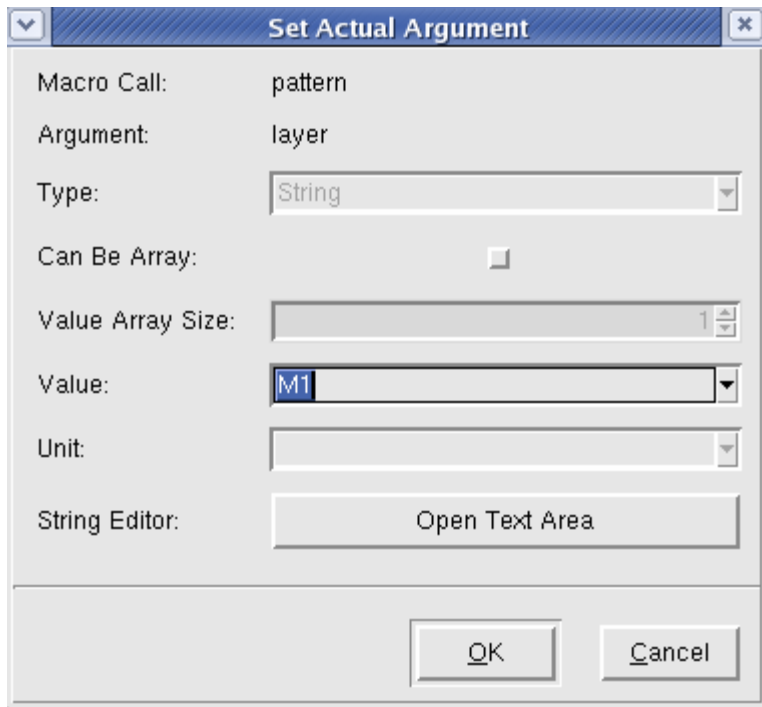 Set Actual Argument
Macro Call: pattern
Argument: layer
Type: String
Can Be Array:
Value Array Size: 1
Value: M1
Unit:
String Editor: Open Text Area
OK Cancel